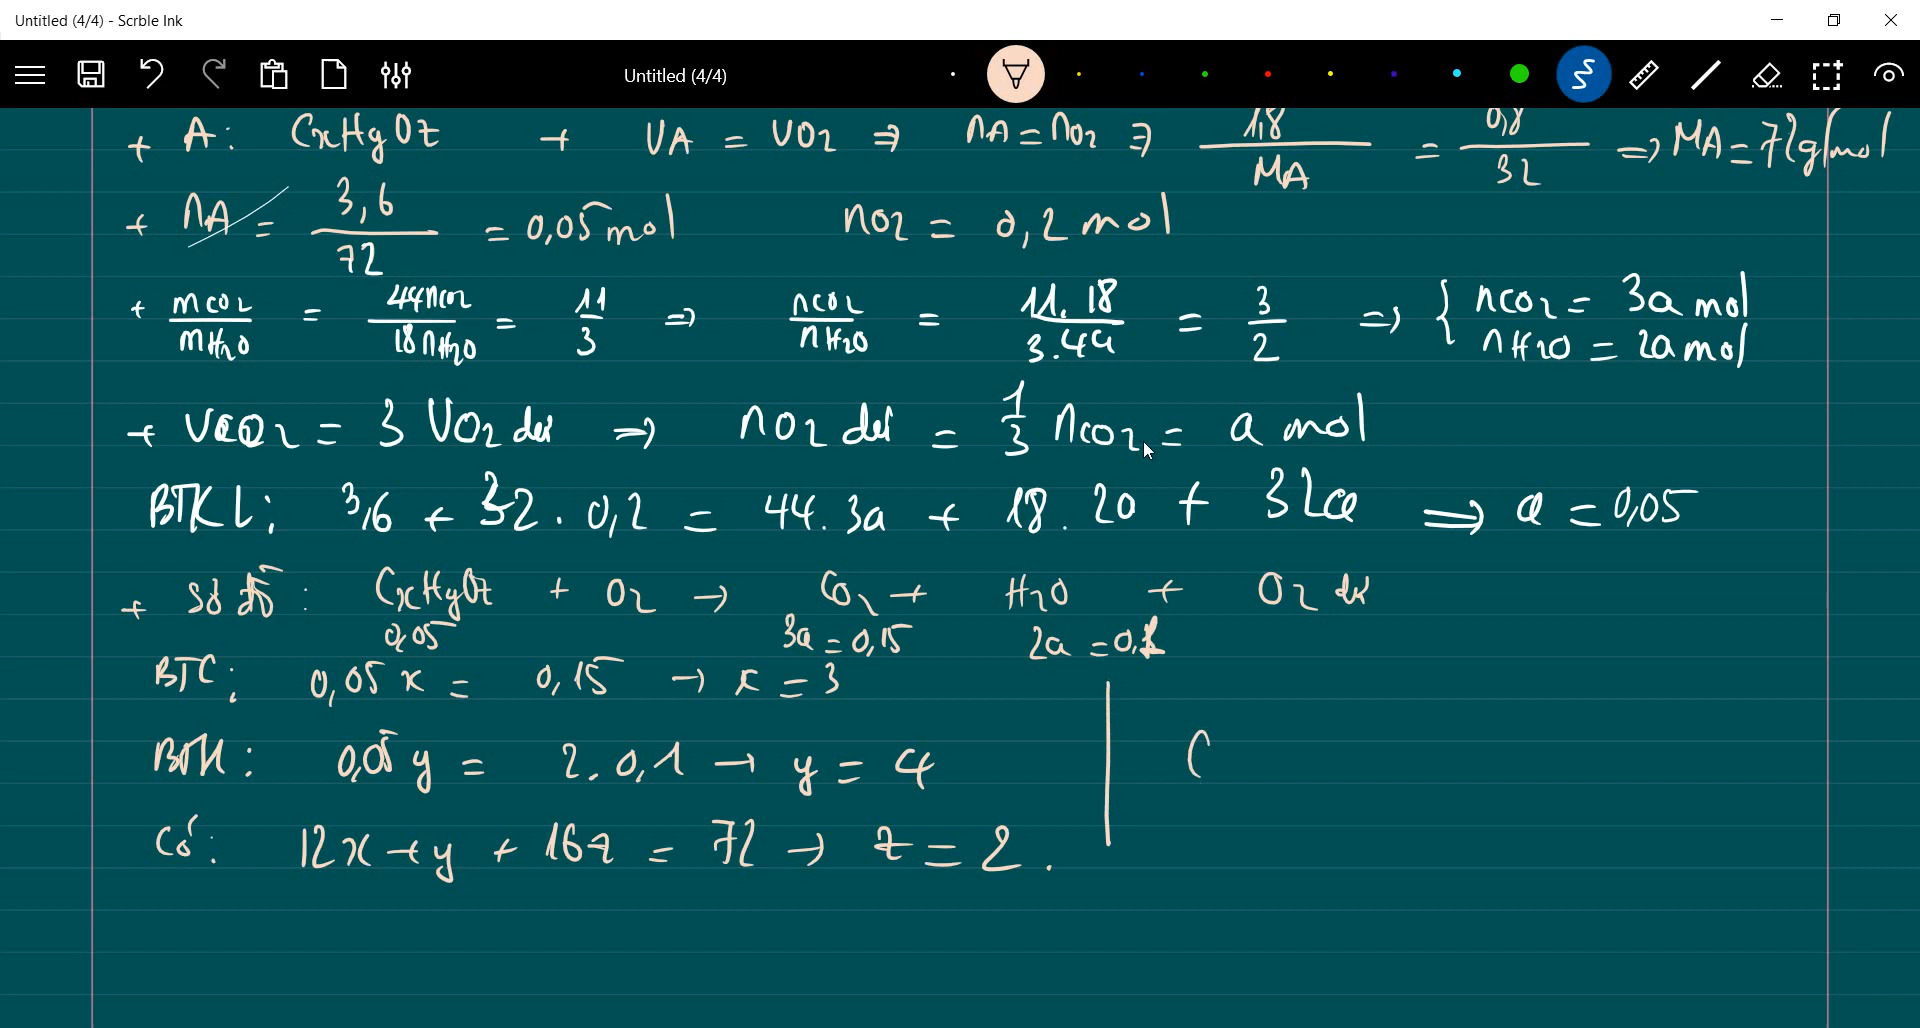 Untitled (4/4) - Scrble Ink
Untitled (4/4)
+ A: CxHyOz + VA = VO2 ⇒ nA = nO2 ⇒ 1,8/MA = 0,8/32 ⇒ MA = 72g/mol
+ nA = 3,6/72 = 0,05 mol nO2 = 0,2 mol
+ mCO2/mH2O = 44nCO2/18nH2O = 11/3 ⇒ nCO2/nH2O = 11.18/3.44 = 3/2 ⇒ { nCO2 = 3a mol
nH2O = 2a mol
+ VCO2 = 3 VO2 dư ⇒ nO2 dư = 1/3 nCO2 = a mol
BTKL: 3,6 + 32. 0,2 = 44. 3a + 18. 2a + 32a ⟹ a = 0,05
+ Sơ đồ: CxHyOz + O2 → CO2 + H2O + O2 dư
0,05 3a = 0,15 2a = 0,1
BTC: 0,05 x = 0,15 → x = 3
BTH: 0,05 y = 2. 0,1 → y = 4
Có: 12x + y + 16z = 72 → z = 2.
C